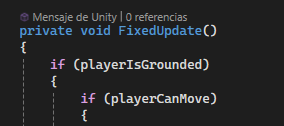 Mensaje de Unity | 0 referencias
private void FixedUpdate()
{
if (playerIsGrounded)
{
if (playerCanMove)
{